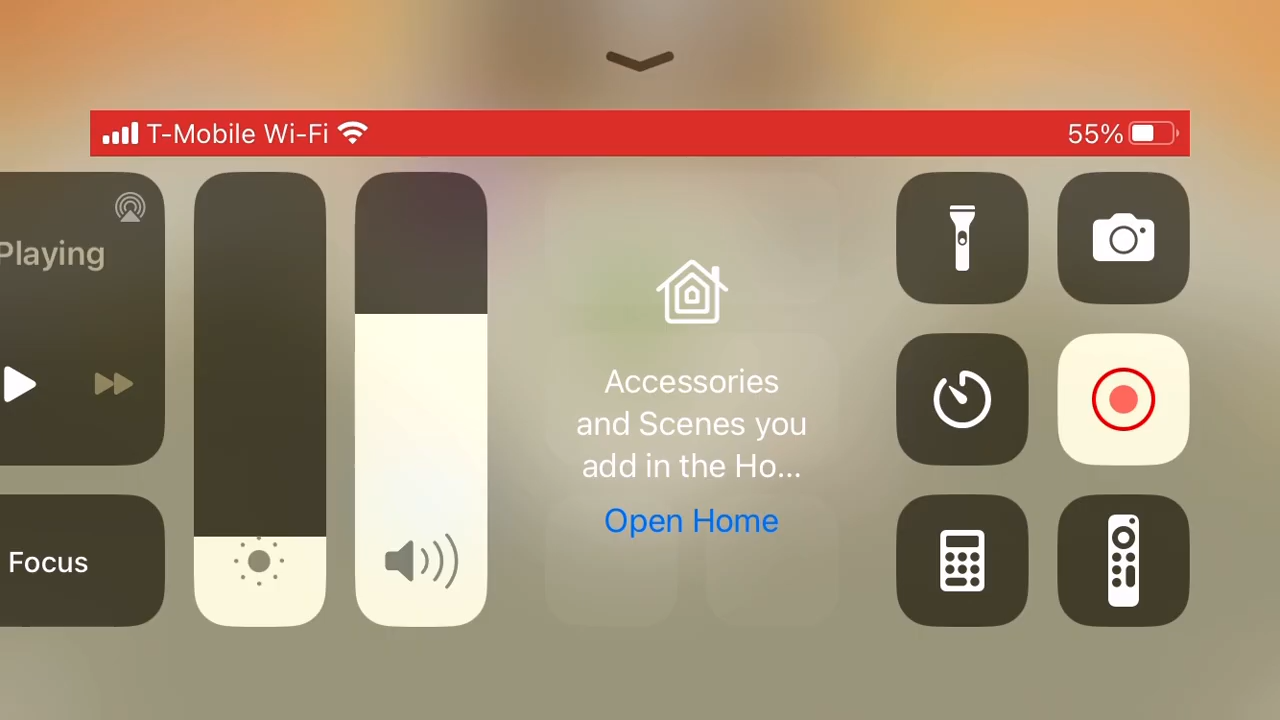 T-Mobile Wi-Fi
55%
Playing
Accessories
and Scenes you
add in the Ho...
Open Home
Focus